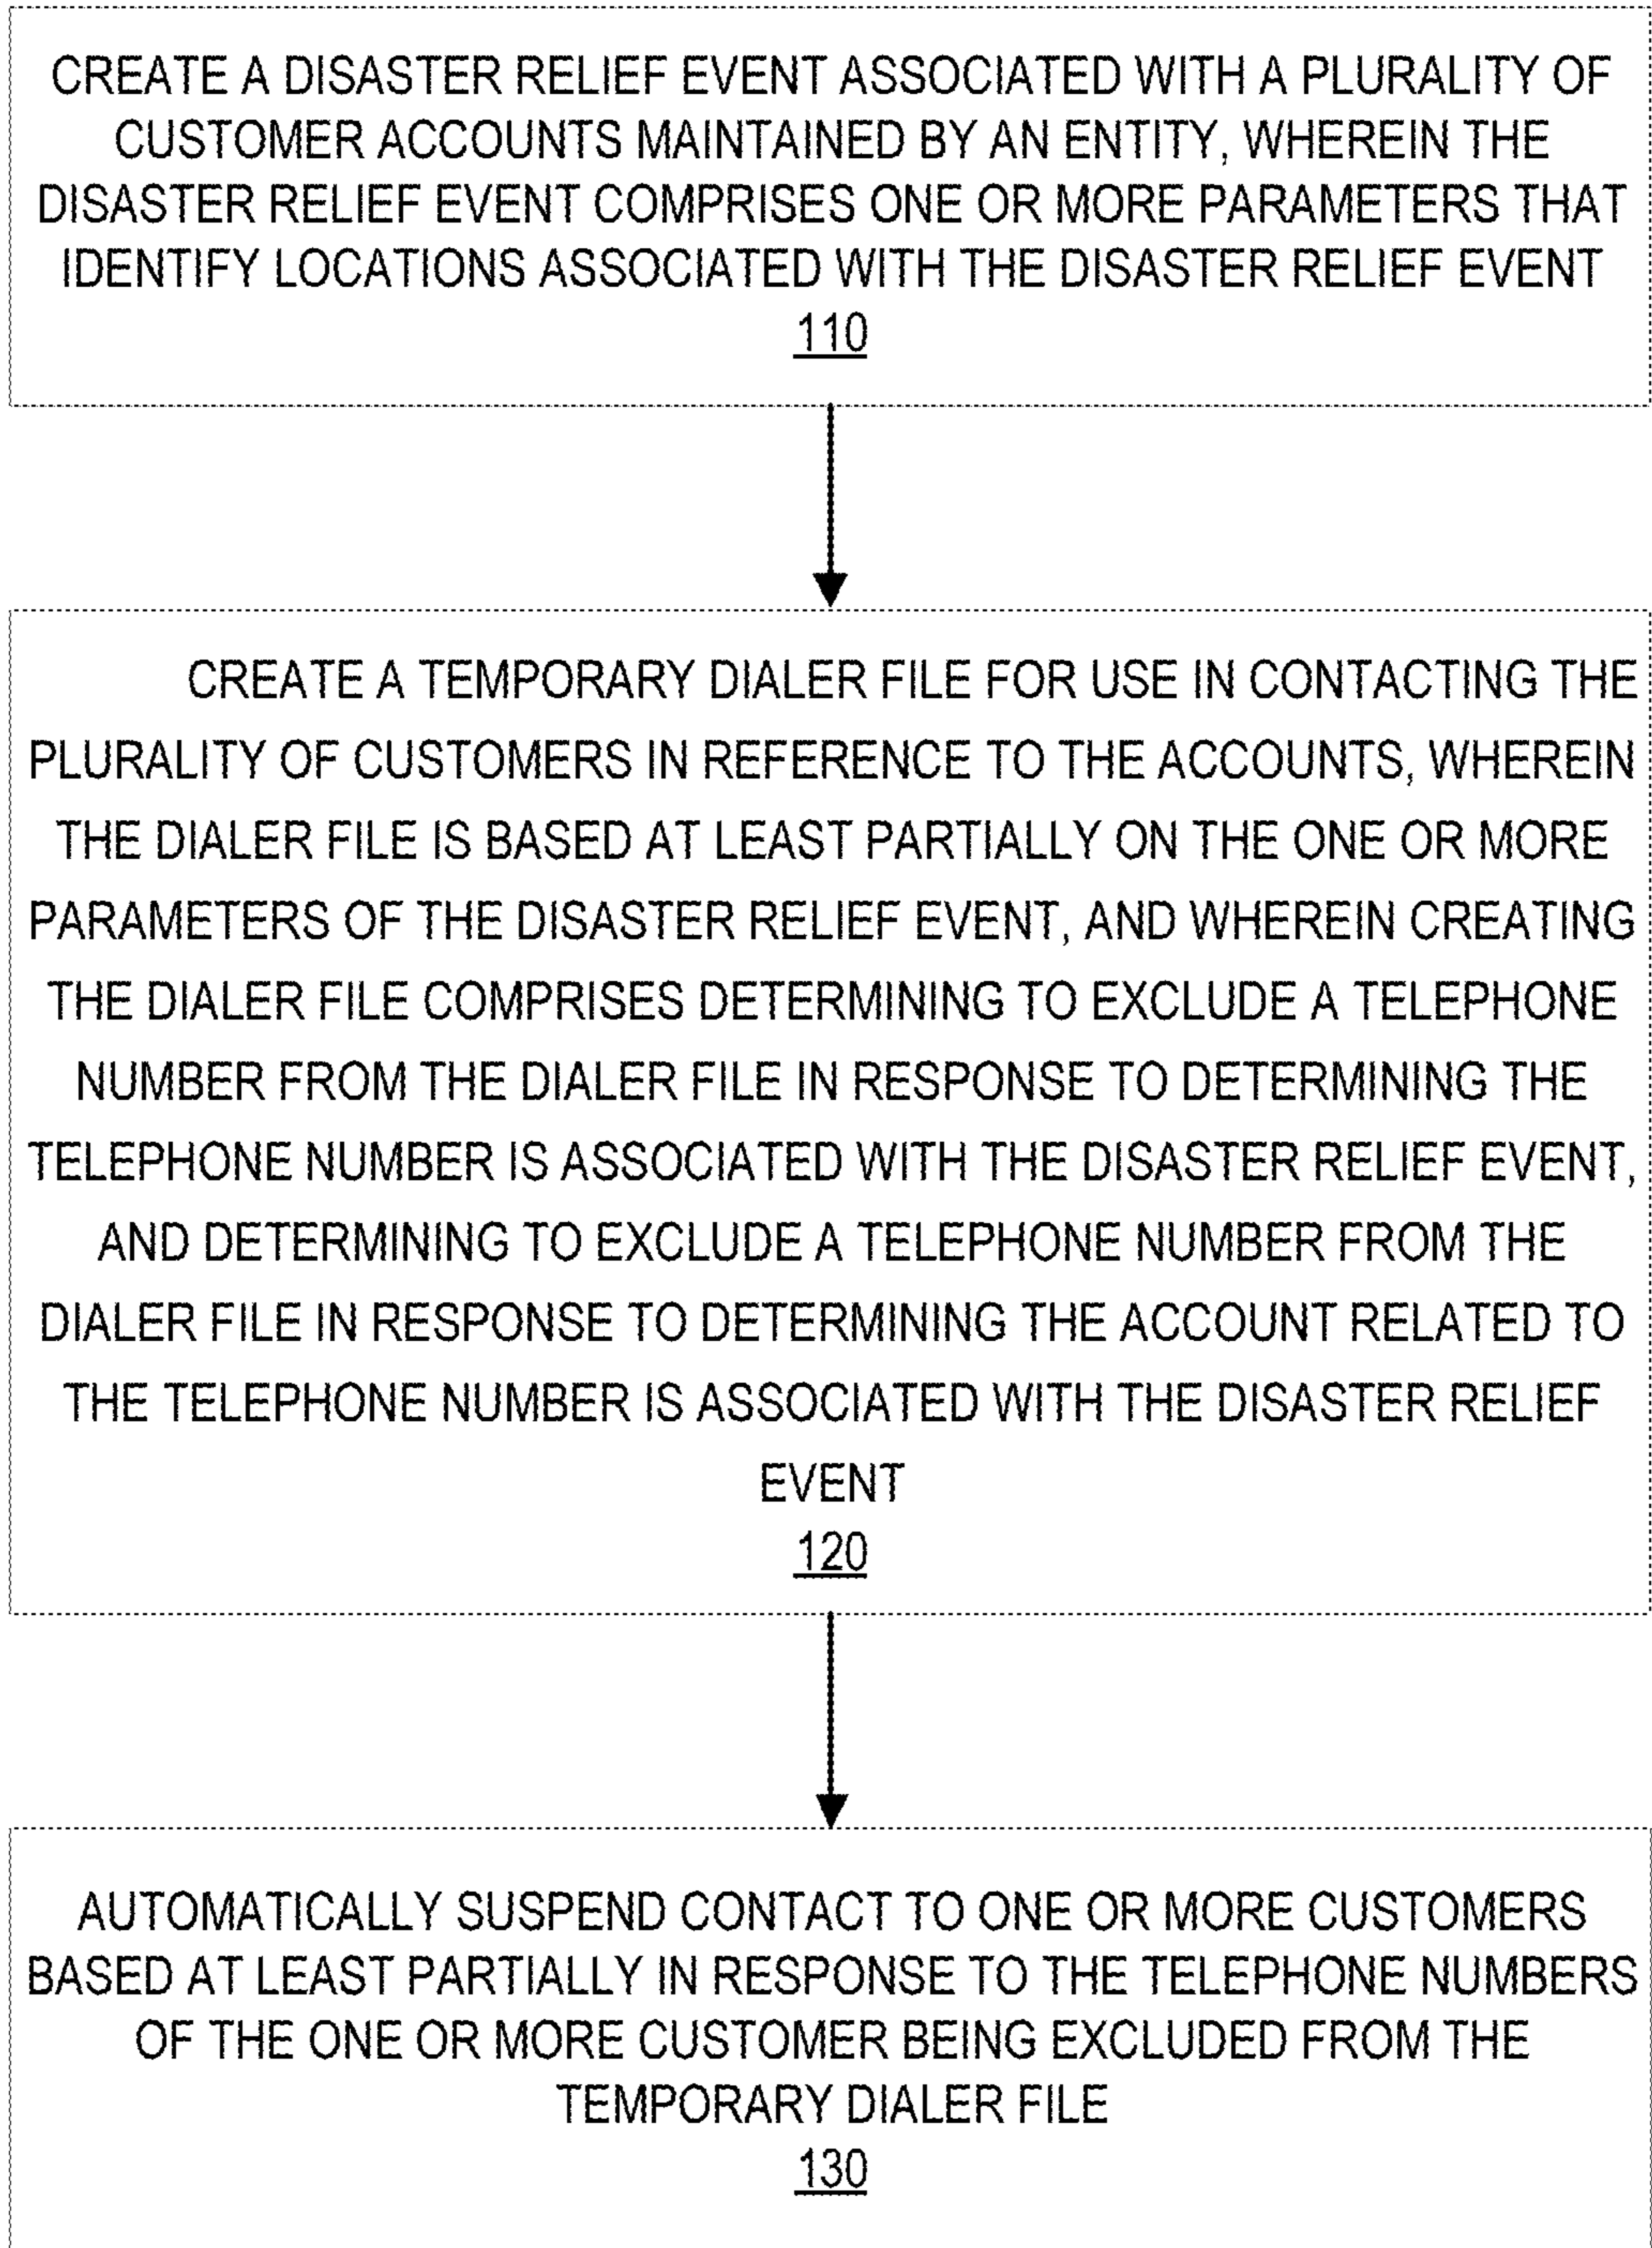 CREATE A DISASTER RELIEF EVENT ASSOCIATED WITH A PLURALITY OF
CUSTOMER ACCOUNTS MAINTAINED BY AN ENTITY, WHEREIN THE
DISASTER RELIEF EVENT COMPRISES ONE OR MORE PARAMETERS THAT
IDENTIFY LOCATIONS ASSOCIATED WITH THE DISASTER RELIEF EVENT
110
CREATE A TEMPORARY DIALER FILE FOR USE IN CONTACTING THE
PLURALITY OF CUSTOMERS IN REFERENCE TO THE ACCOUNTS, WHEREIN
THE DIALER FILE IS BASED AT LEAST PARTIALLY ON THE ONE OR MORE
PARAMETERS OF THE DISASTER RELIEF EVENT, AND WHEREIN CREATING
THE DIALER FILE COMPRISES DETERMINING TO EXCLUDE A TELEPHONE
NUMBER FROM THE DIALER FILE IN RESPONSE TO DETERMINING THE
TELEPHONE NUMBER IS ASSOCIATED WITH THE DISASTER RELIEF EVENT,
AND DETERMINING TO EXCLUDE A TELEPHONE NUMBER FROM THE
DIALER FILE IN RESPONSE TO DETERMINING THE ACCOUNT RELATED TO
THE TELEPHONE NUMBER IS ASSOCIATED WITH THE DISASTER RELIEF
EVENT
120
AUTOMATICALLY SUSPEND CONTACT TO ONE OR MORE CUSTOMERS
BASED AT LEAST PARTIALLY IN RESPONSE TO THE TELEPHONE NUMBERS
OF THE ONE OR MORE CUSTOMER BEING EXCLUDED FROM THE
TEMPORARY DIALER FILE
130